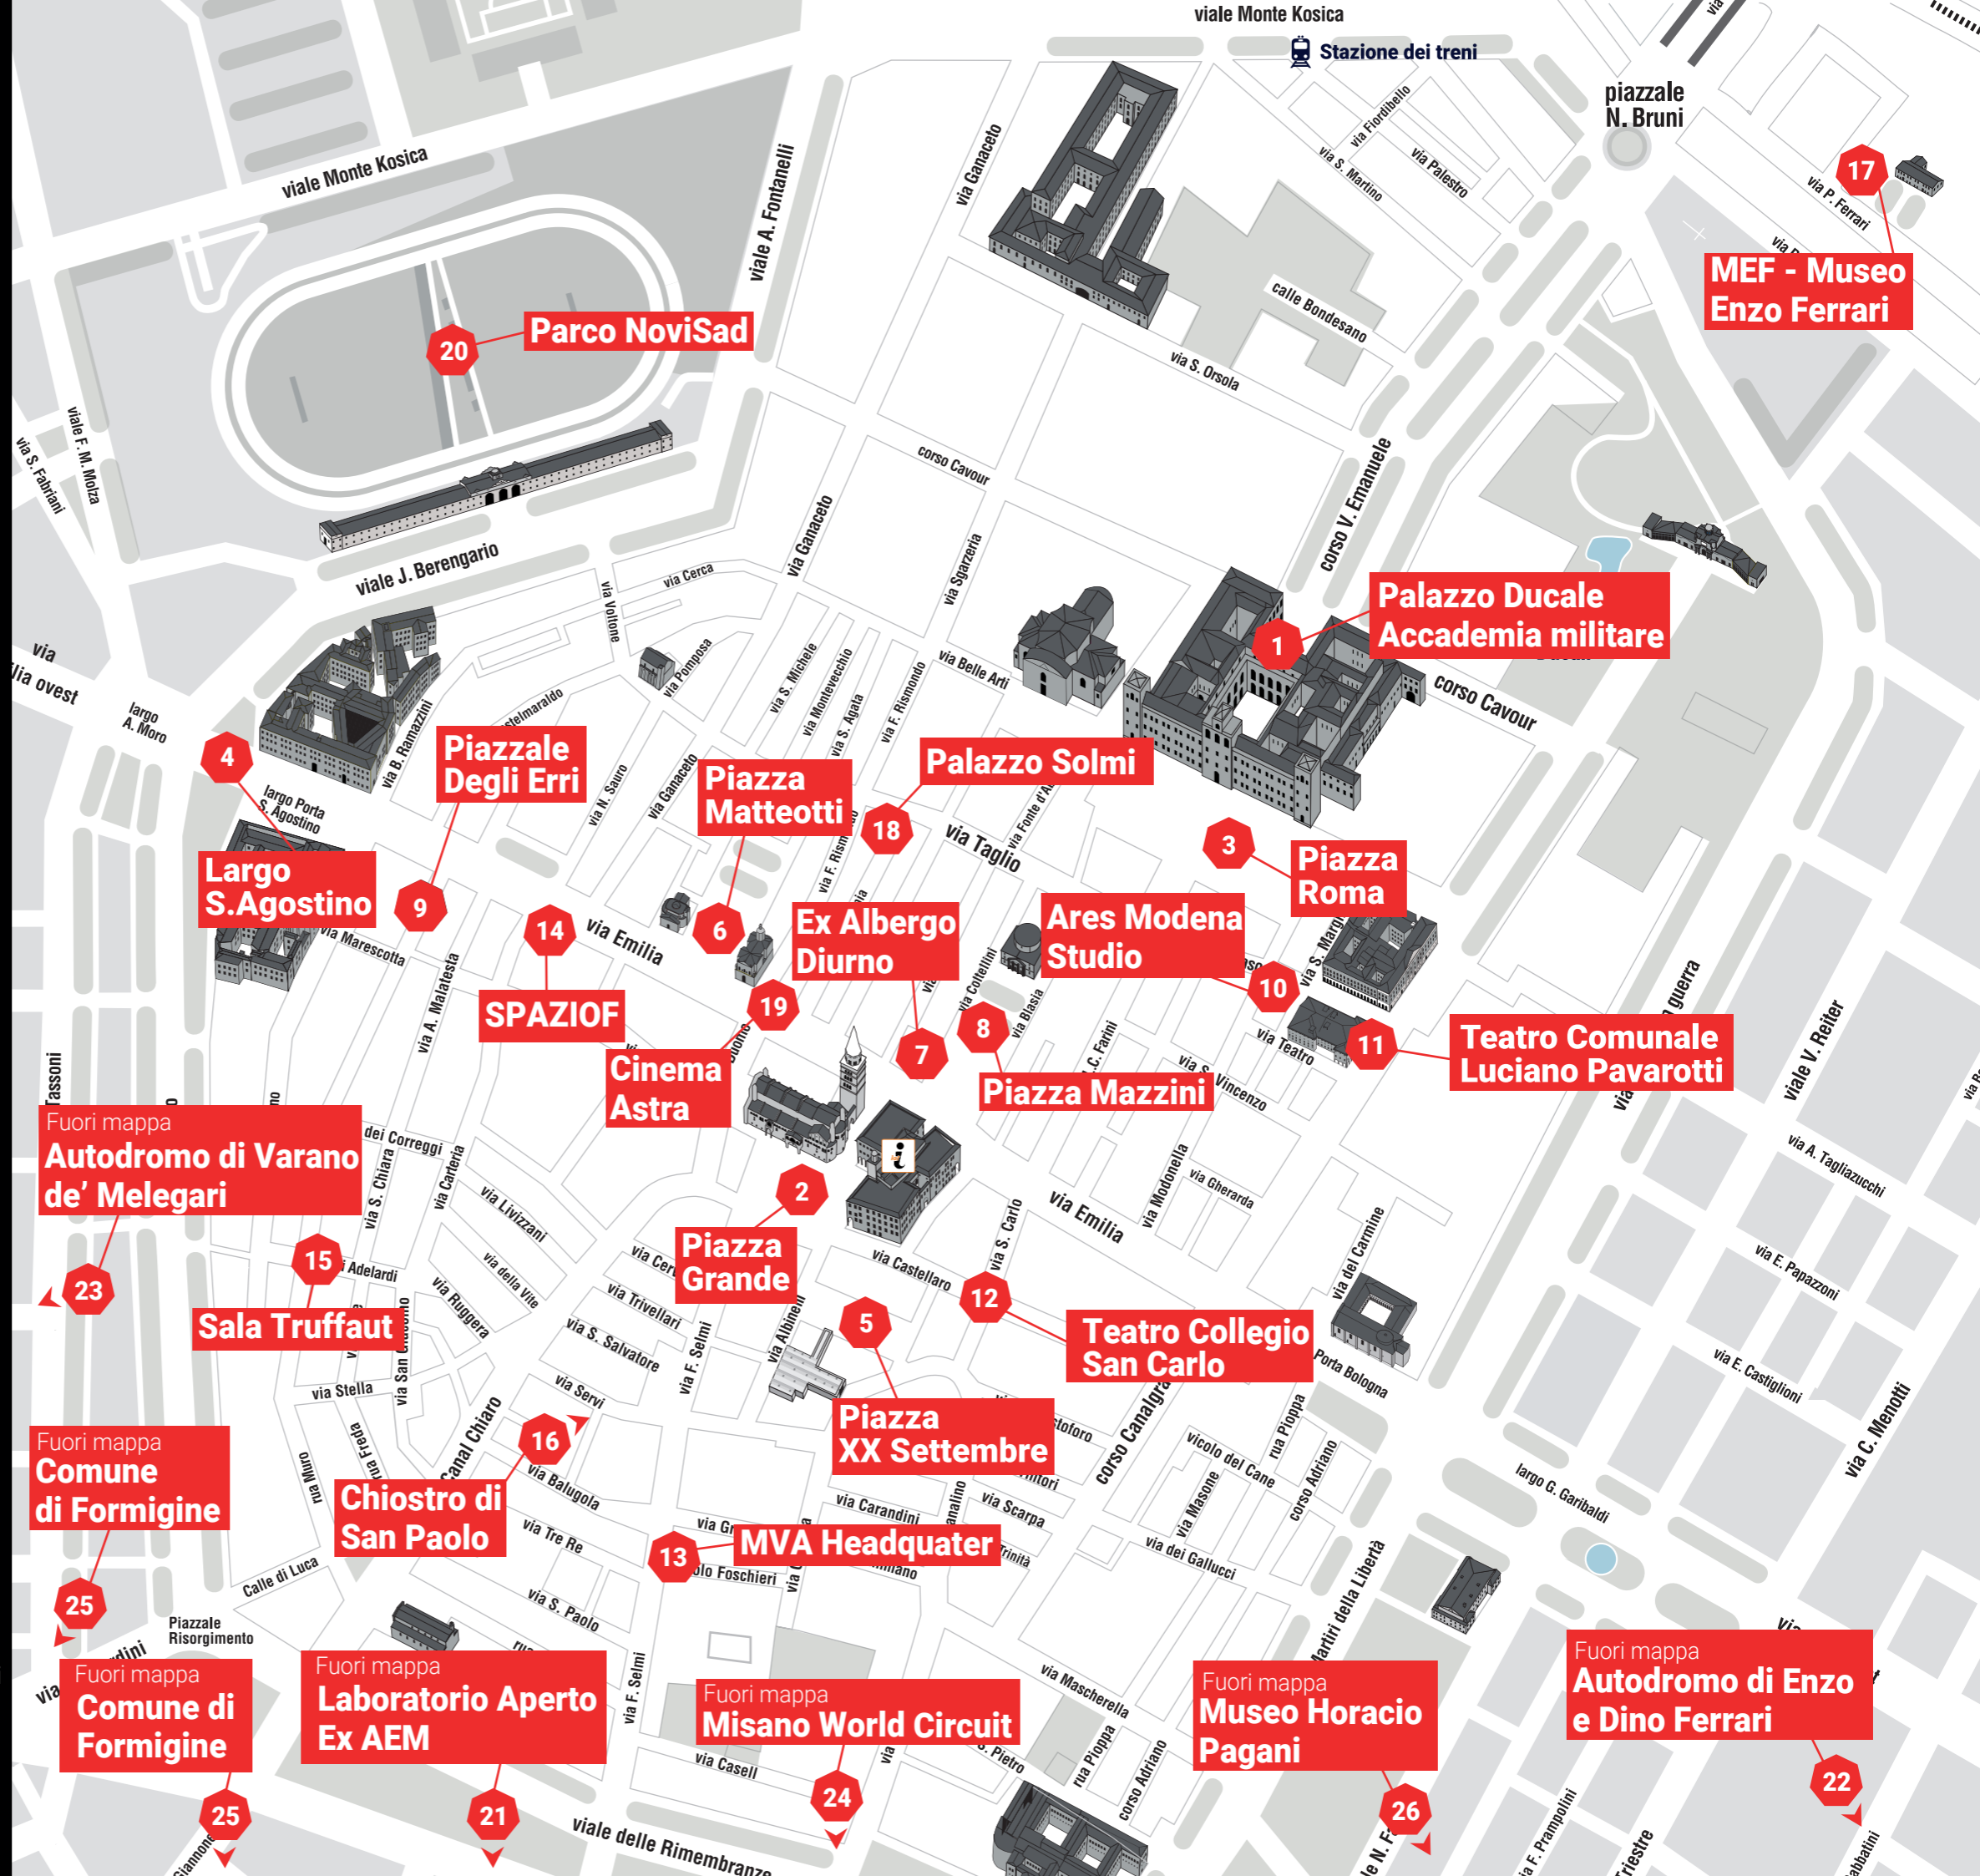 viale Monte Kosica
Stazione dei treni
piazzale
N. Bruni
via Fiordibello
via Palestro
via S. Martino
17
via P. Ferrari
MEF - Museo
Enzo Ferrari
viale Monte Kosica
viale A. Fontanelli
via Ganaceto
calle Bondesano
via S. Orsola
20
Parco NoviSad
viale F. M. Molza
via S. Fabriani
corso Cavour
corso V. Emanuele
via Ganaceto
via Sgarzeria
viale J. Berengario
via Cerca
via Voltone
1
Palazzo Ducale
Accademia militare
corso Cavour
via
largo
A. Moro
via Pomposa
via S. Michele
via Montevecchio
via S. Agata
via F. Rismondo
via Belle Arti
via B. Ramazzini
4
Piazzale
Degli Erri
largo Porta
S. Agostino
via N. Sauro
via Ganaceto
Piazza
Matteotti
Palazzo Solmi
18
via Taglio
3
Piazza
Roma
Largo
S.Agostino
9
14
via Emilia
6
Ex Albergo
Diurno
Ares Modena
Studio
10
via Marescotta
via A. Malatesta
SPAZIOF
19
Cinema
Astra
7
8
via Coltellini
via Blasia
Piazza Mazzini
via Teatro
11
Teatro Comunale
Luciano Pavarotti
viale V. Reiter
via A. Tagliazucchi
Fuori mappa
Autodromo di Varano
de’ Melegari
23
dei Correggi
via S. Chiara
via Carteria
via Livizzani
via della Vite
via Ruggera
15
Adelardi
Sala Truffaut
2
Piazza
Grande
i
via Emilia
via Modonella
via Gherarda
via S. Carlo
via Castellaro
via Trivellari
via S. Salvatore
via F. Selmi
5
Piazza
XX Settembre
12
Teatro Collegio
San Carlo
via del Carmine
Porta Bologna
via E. Papazzoni
via E. Castiglioni
via C. Menotti
via Stella
via Servi
16
Chiostro di
San Paolo
rua Muro
rua Freda
Canal Chiaro
via Balugola
via Tre Re
13
MVA Headquater
via Carandini
via Scarpa
vicolo del Cane
rua Pioppa
corso Adriano
via Masone
via dei Gallucci
largo G. Garibaldi
Fuori mappa
Comune
di Formigine
25
Calle di Luca
Piazzale
Risorgimento
via S. Paolo
via F. Selmi
via Mascherella
Fuori mappa
Comune di
Formigine
25
Fuori mappa
Laboratorio Aperto
Ex AEM
21
Fuori mappa
Misano World Circuit
24
via Casell
viale delle Rimembranze
rua Pioppa
corso Adriano
Fuori mappa
Museo Horacio
Pagani
26
Fuori mappa
Autodromo di Enzo
e Dino Ferrari
22